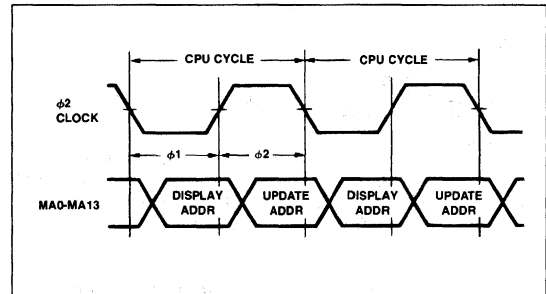 CPU CYCLE CPU CYCLE
ϕ2
CLOCK
ϕ1 ϕ2
MA0-MA13
DISPLAY ADDR
UPDATE ADDR
DISPLAY ADDR
UPDATE ADDR